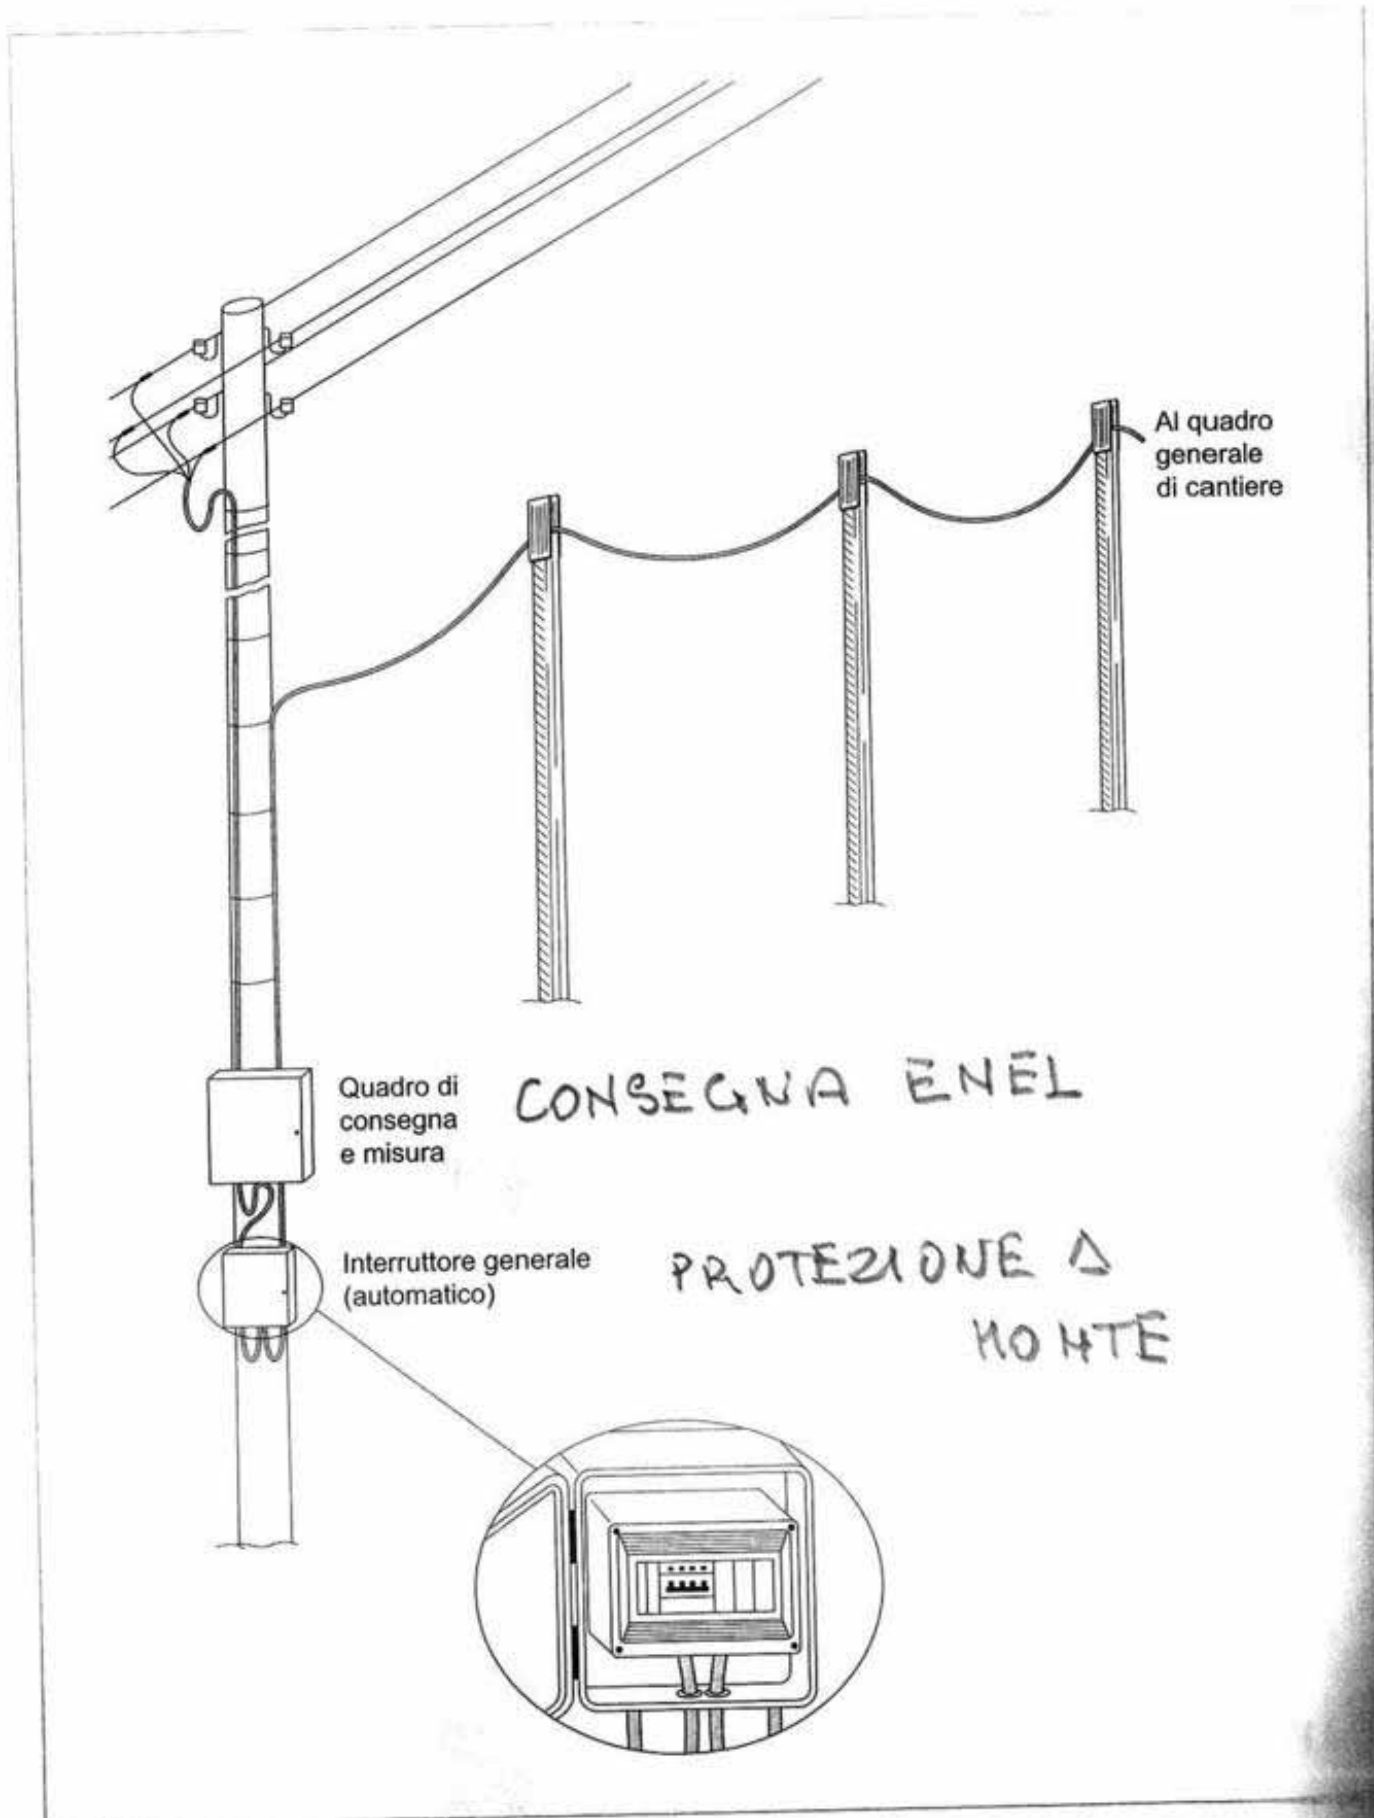 Al quadro
generale
di cantiere
Quadro di
consegna
e misura
CONSEGNA ENEL
Interruttore generale
(automatico)
PROTEZIONE A
MONTE